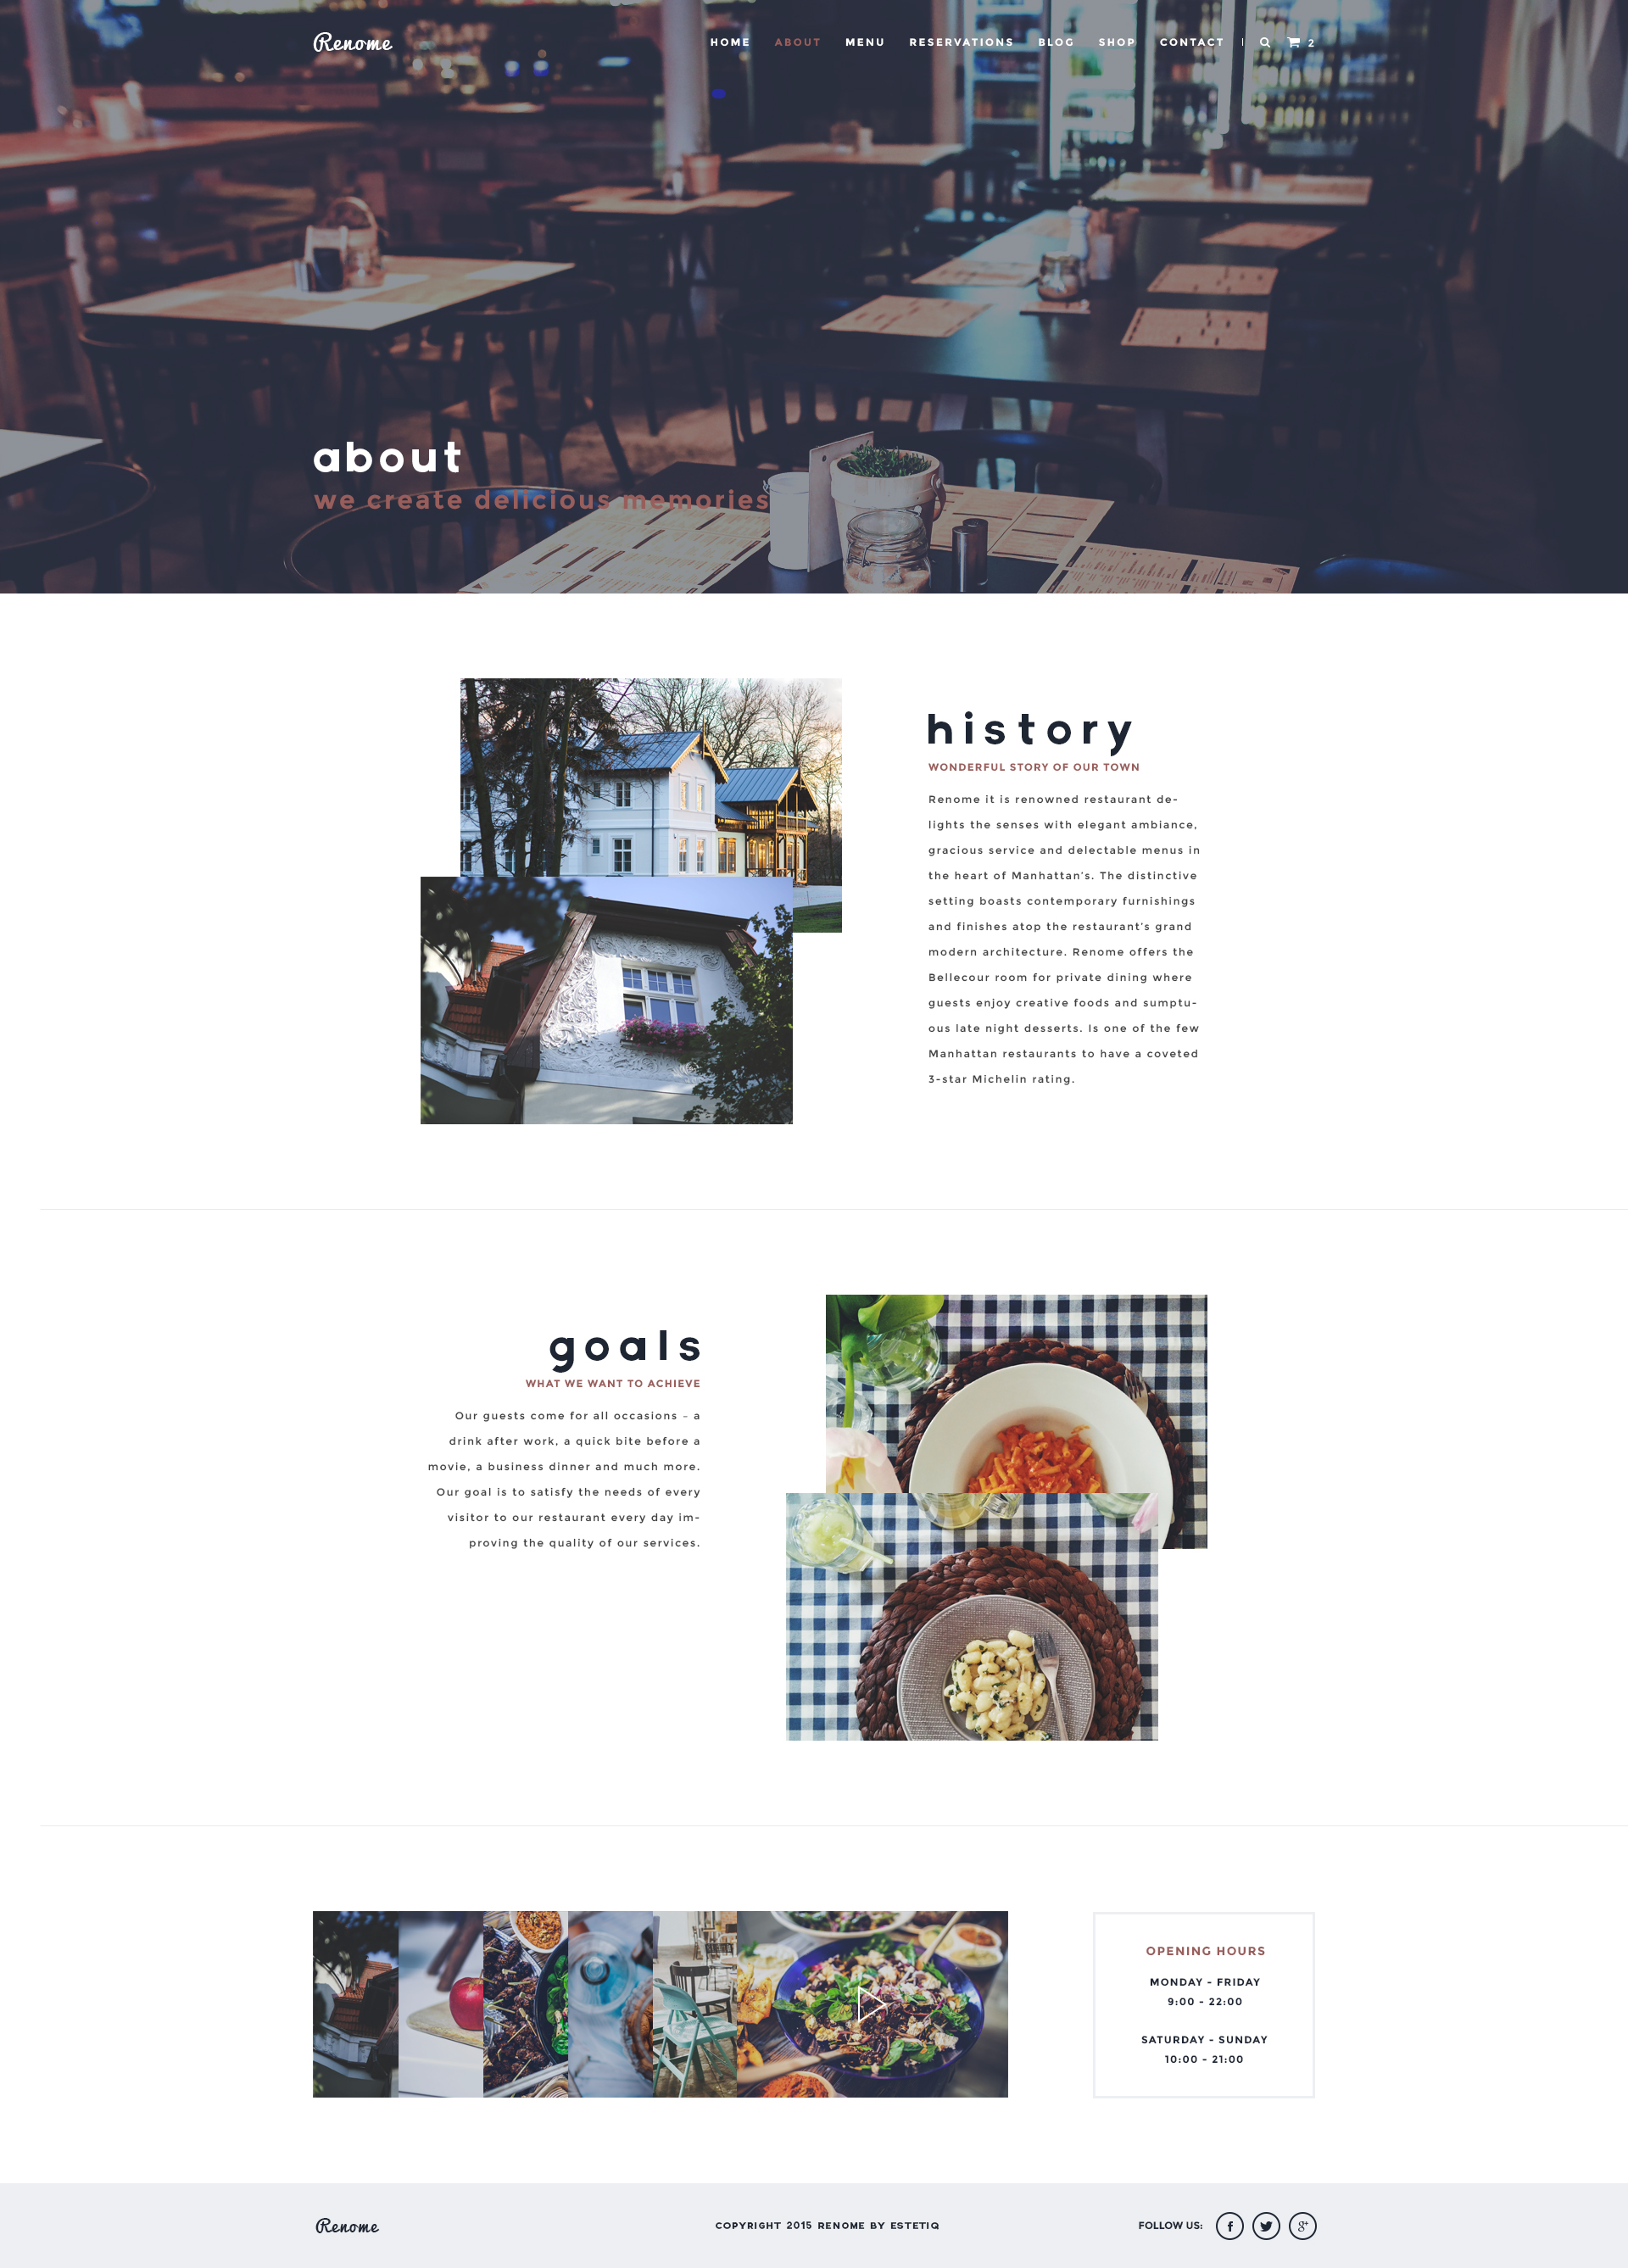 Renome
HOME ABOUT MENU RESERVATIONS BLOG SHOP CONTACT 2
about
we create delicious memories
history
WONDERFUL STORY OF OUR TOWN
Renome it is renowned restaurant de-
lights the senses with elegant ambiance,
gracious service and delectable menus in
the heart of Manhattan's. The distinctive
setting boasts contemporary furnishings
and finishes atop the restaurant's grand
modern architecture. Renome offers the
Bellecour room for private dining where
guests enjoy creative foods and sumptu-
ous late night desserts. Is one of the few
Manhattan restaurants to have a coveted
3-star Michelin rating.
goals
WHAT WE WANT TO ACHIEVE
Our guests come for all occasions – a
drink after work, a quick bite before a
movie, a business dinner and much more.
Our goal is to satisfy the needs of every
visitor to our restaurant every day im-
proving the quality of our services.
OPENING HOURS
MONDAY - FRIDAY
9:00 - 22:00
SATURDAY - SUNDAY
10:00 - 21:00
Renome
COPYRIGHT 2015 RENOME BY ESTETIQ
FOLLOW US: